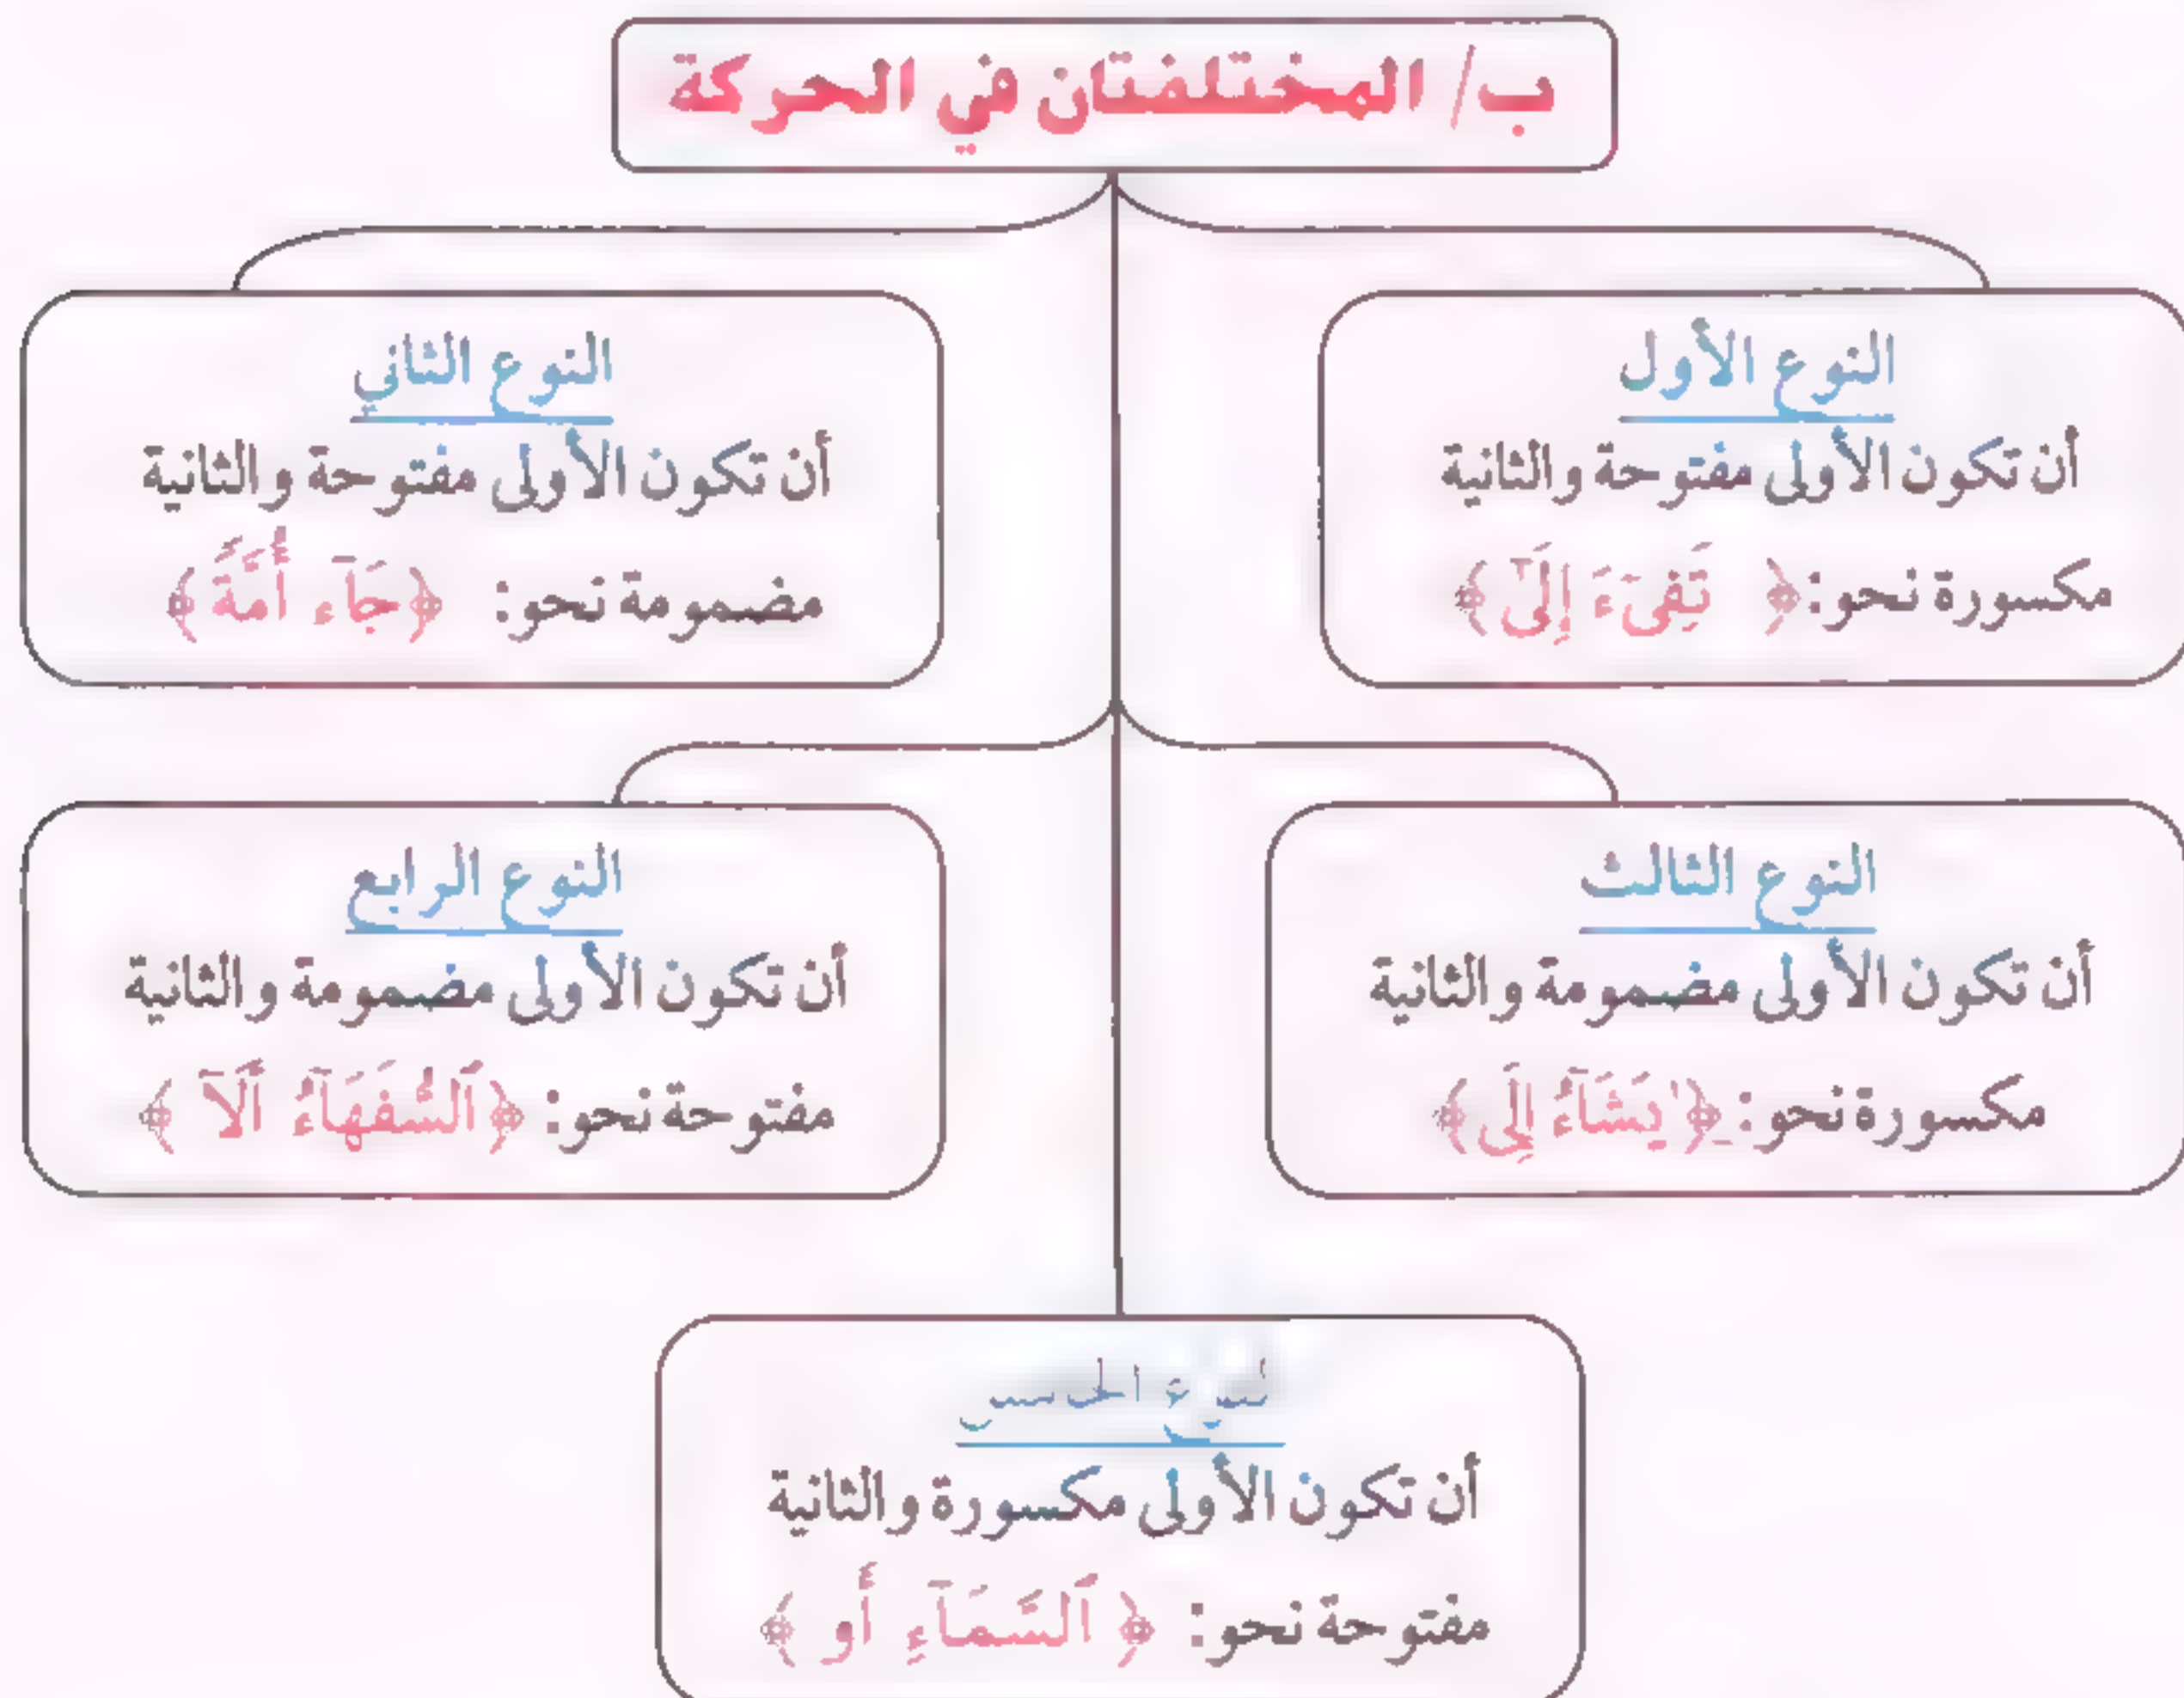 ب/ المختلفتان في الحركة
النوع الأول
أن تكون الأولى مفتوحة والثانية
مكسورة نحو: ﴿ تَفِىٓءَ إِلَىٰٓ ﴾
النوع الثاني
أن تكون الأولى مفتوحة والثانية
مضمومة نحو: ﴿جَآءَ أُمَّةً ﴾
النوع الثالث
أن تكون الأولى مضمومة والثانية
مكسورة نحو: ﴿يَشَآءُ إِلَى﴾
النوع الرابع
أن تكون الأولى مضمومة والثانية
مفتوحة نحو: ﴿ٱلسُّفَهَآءُ أَلَآ ﴾
النوع الخامس
أن تكون الأولى مكسورة والثانية
مفتوحة نحو: ﴿ ٱلسَّمَآءِ أَو ﴾